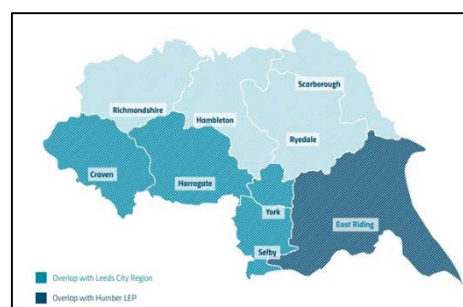 Scarborough
Richmondshire
Hambleton
Ryedale
Craven
Harrogate
York
East Riding
Selby
Overlap with Leeds City Region
Overlap with Humber LEP